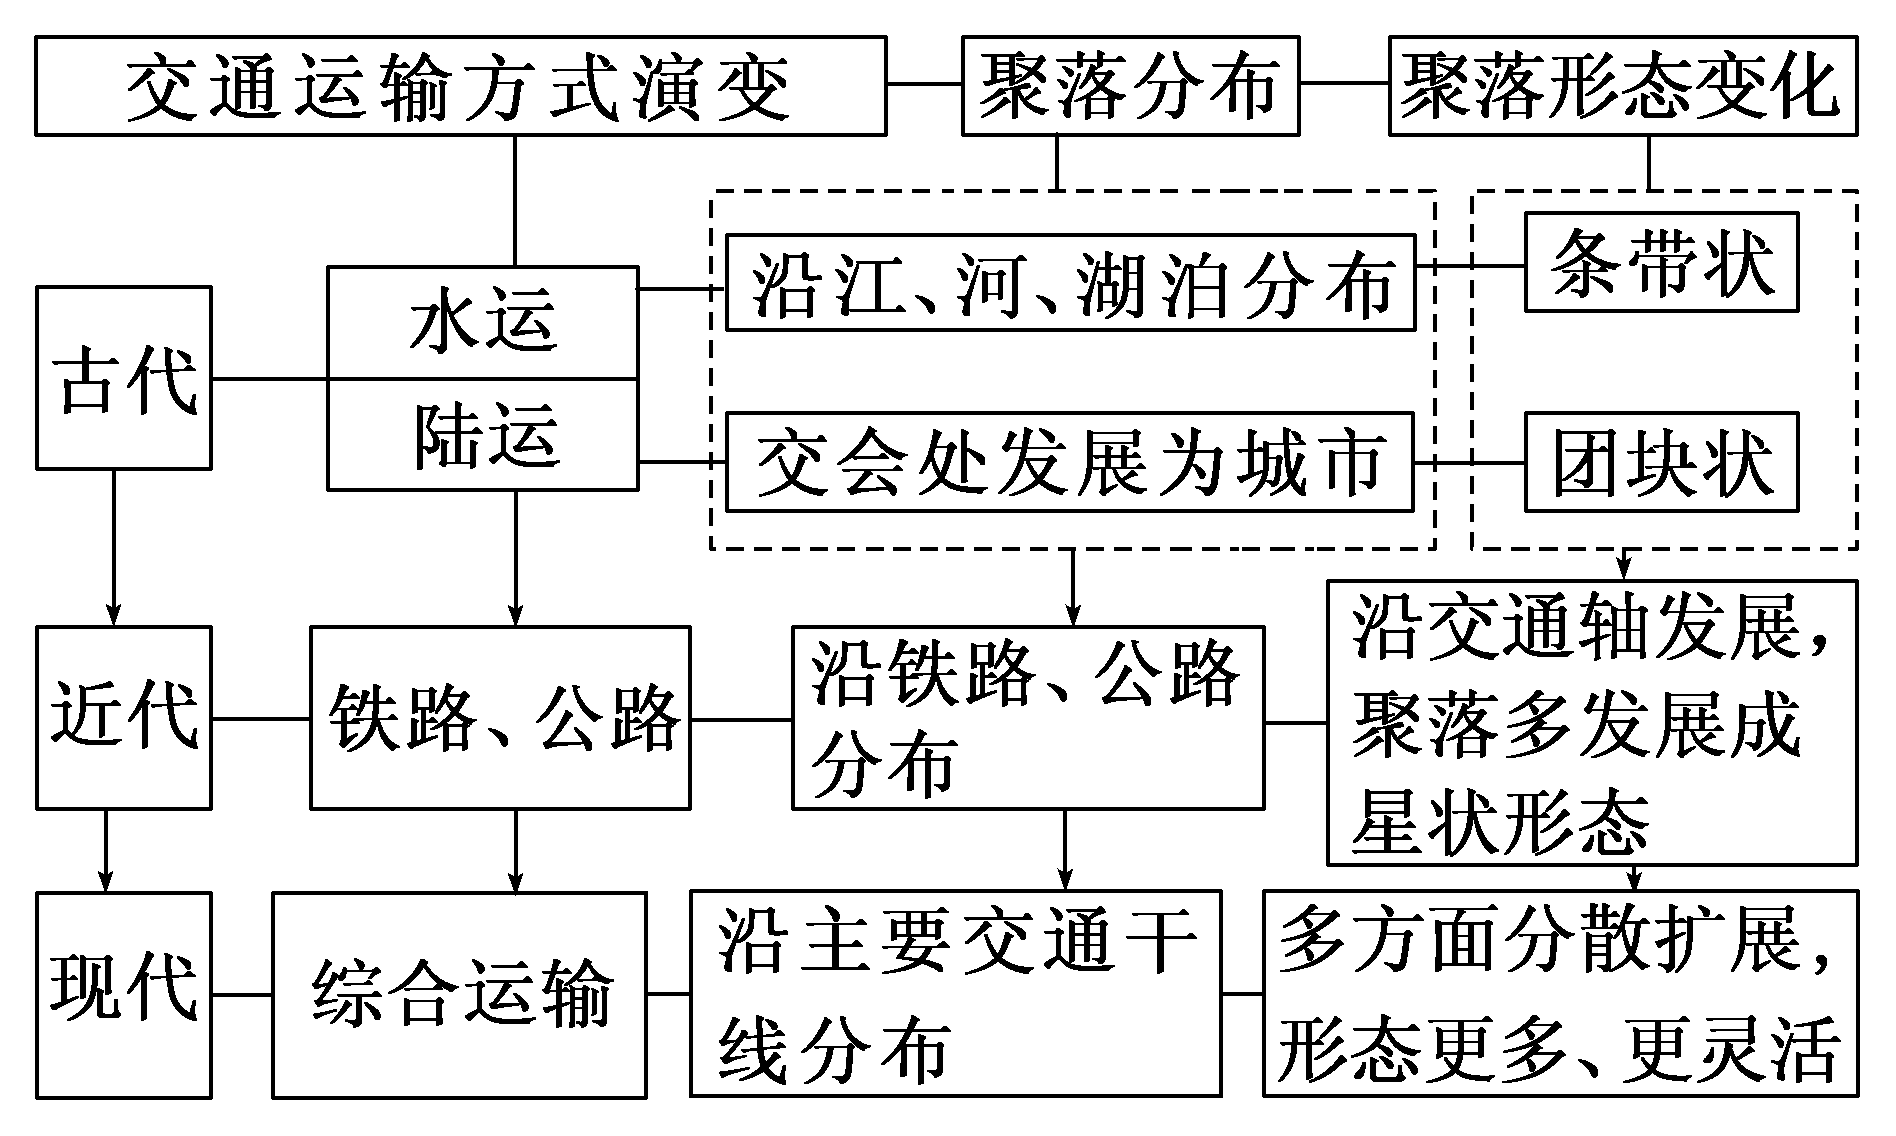 交通运输方式演变
聚落分布
聚落形态变化
古代
水运
陆运
沿江、河、湖泊分布
条带状
交会处发展为城市
团块状
近代
铁路、公路
沿铁路、公路
分布
沿交通轴发展，
聚落多发展成
星状形态
现代
综合运输
沿主要交通干
线分布
多方面分散扩展，
形态更多、更灵活